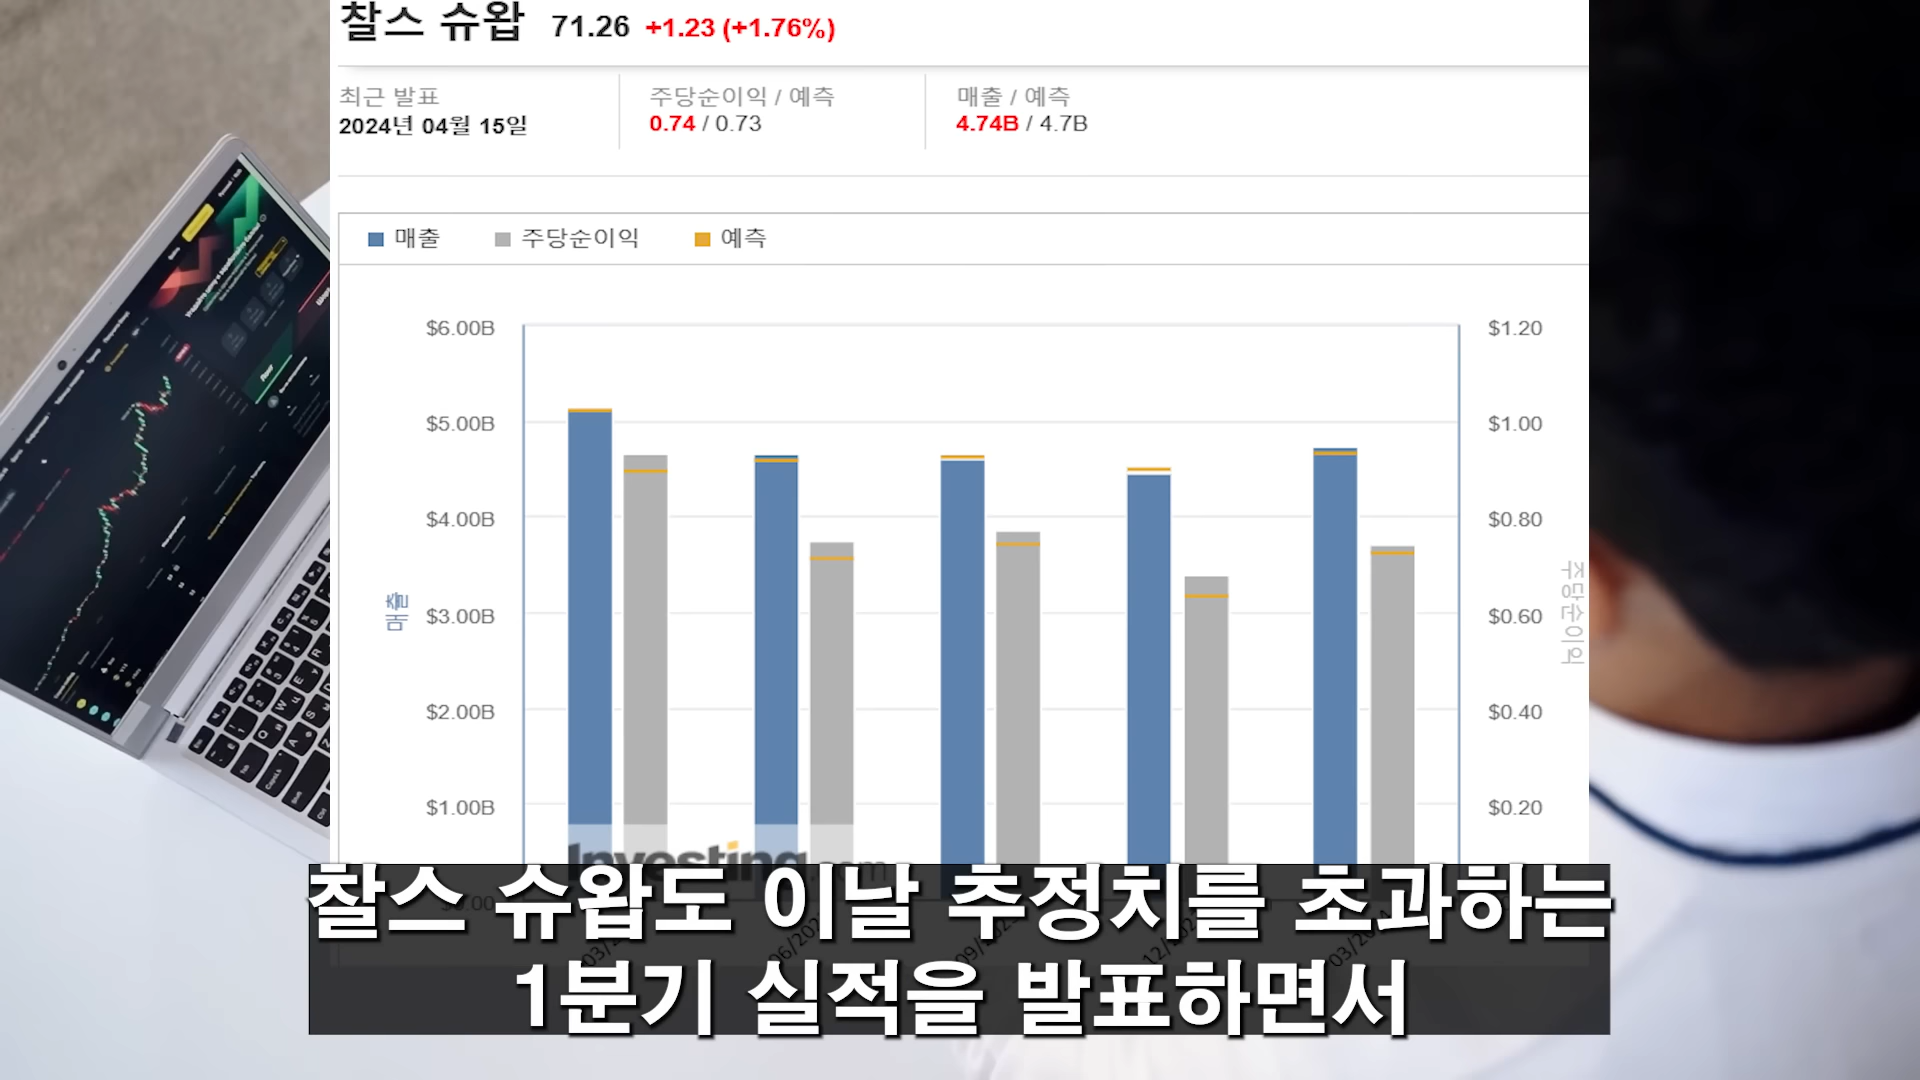 찰스 슈왑 71.26 +1.23 (+1.76%)
최근 발표 주당순이익 / 예측 매출 / 예측
2024년 04월 15일 0.74 / 0.73 4.74B / 4.7B
매출 주당순이익 예측
$6.00B $1.20
$5.00B $1.00
$4.00B $0.80
매출 $3.00B $0.60 주당순이익
$2.00B $0.40
$1.00B $0.20
Investing.com
찰스 슈왑도 이날 추정치를 초과하는
1분기 실적을 발표하면서